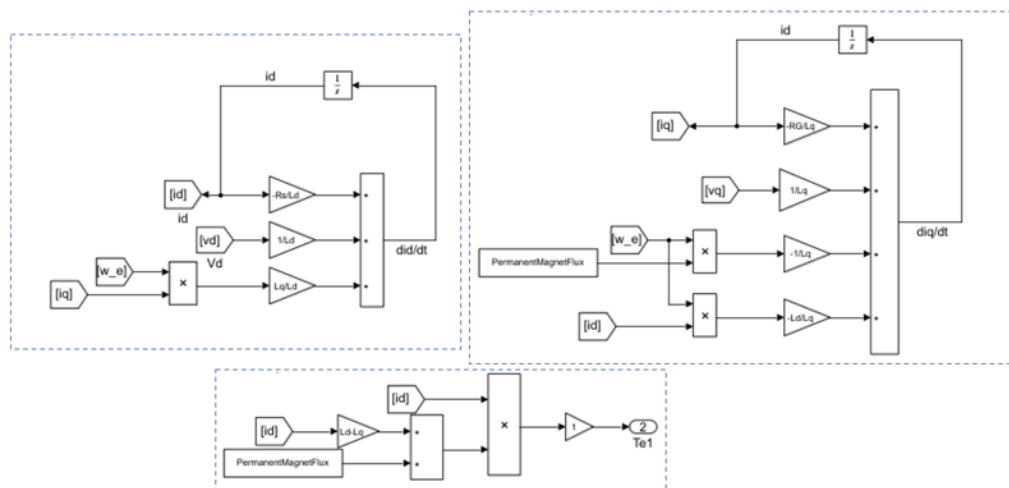 id
1
s
[id]
id
-Rs/Ld
+
[vd]
Vd
1/Ld
+
did/dt
[w_e]
[iq]
×
Lq/Ld
+
id
1
s
[iq]
-RG/Lq
+
[vq]
1/Lq
+
diq/dt
[w_e]
PermanentMagnetFlux
×
-1/Lq
+
[id]
×
-Ld/Lq
+
[id]
[id]
Ld-Lq
+
PermanentMagnetFlux
+
×
2
Te1